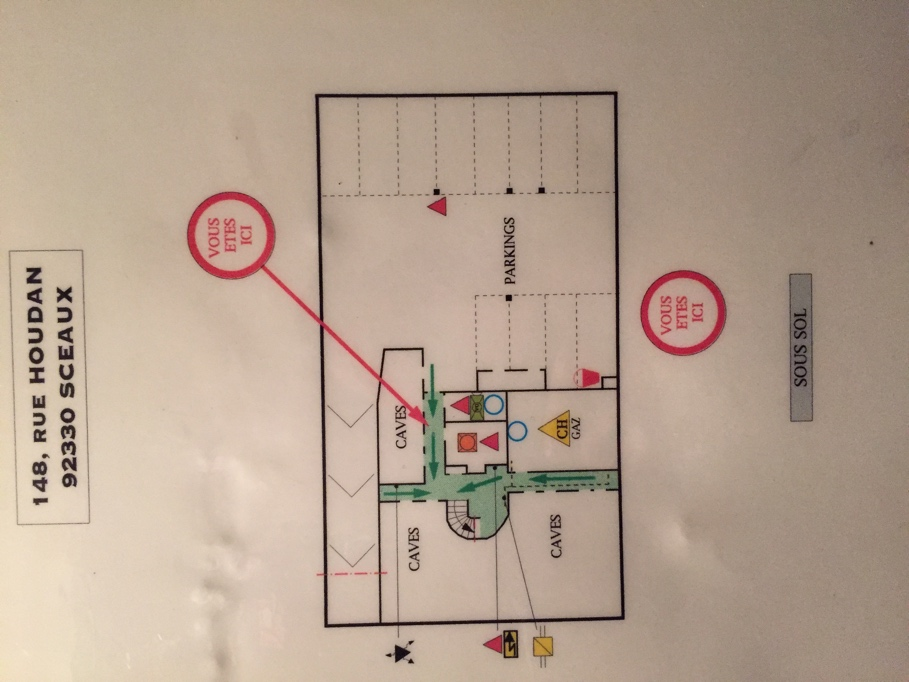 148, RUE HOUDAN
92330 SCEAUX
VOUS
ETES
ICI
PARKINGS
CAVES
CAVES
CAVES
CH
GAZ
VOUS
ETES
ICI
SOUS SOL